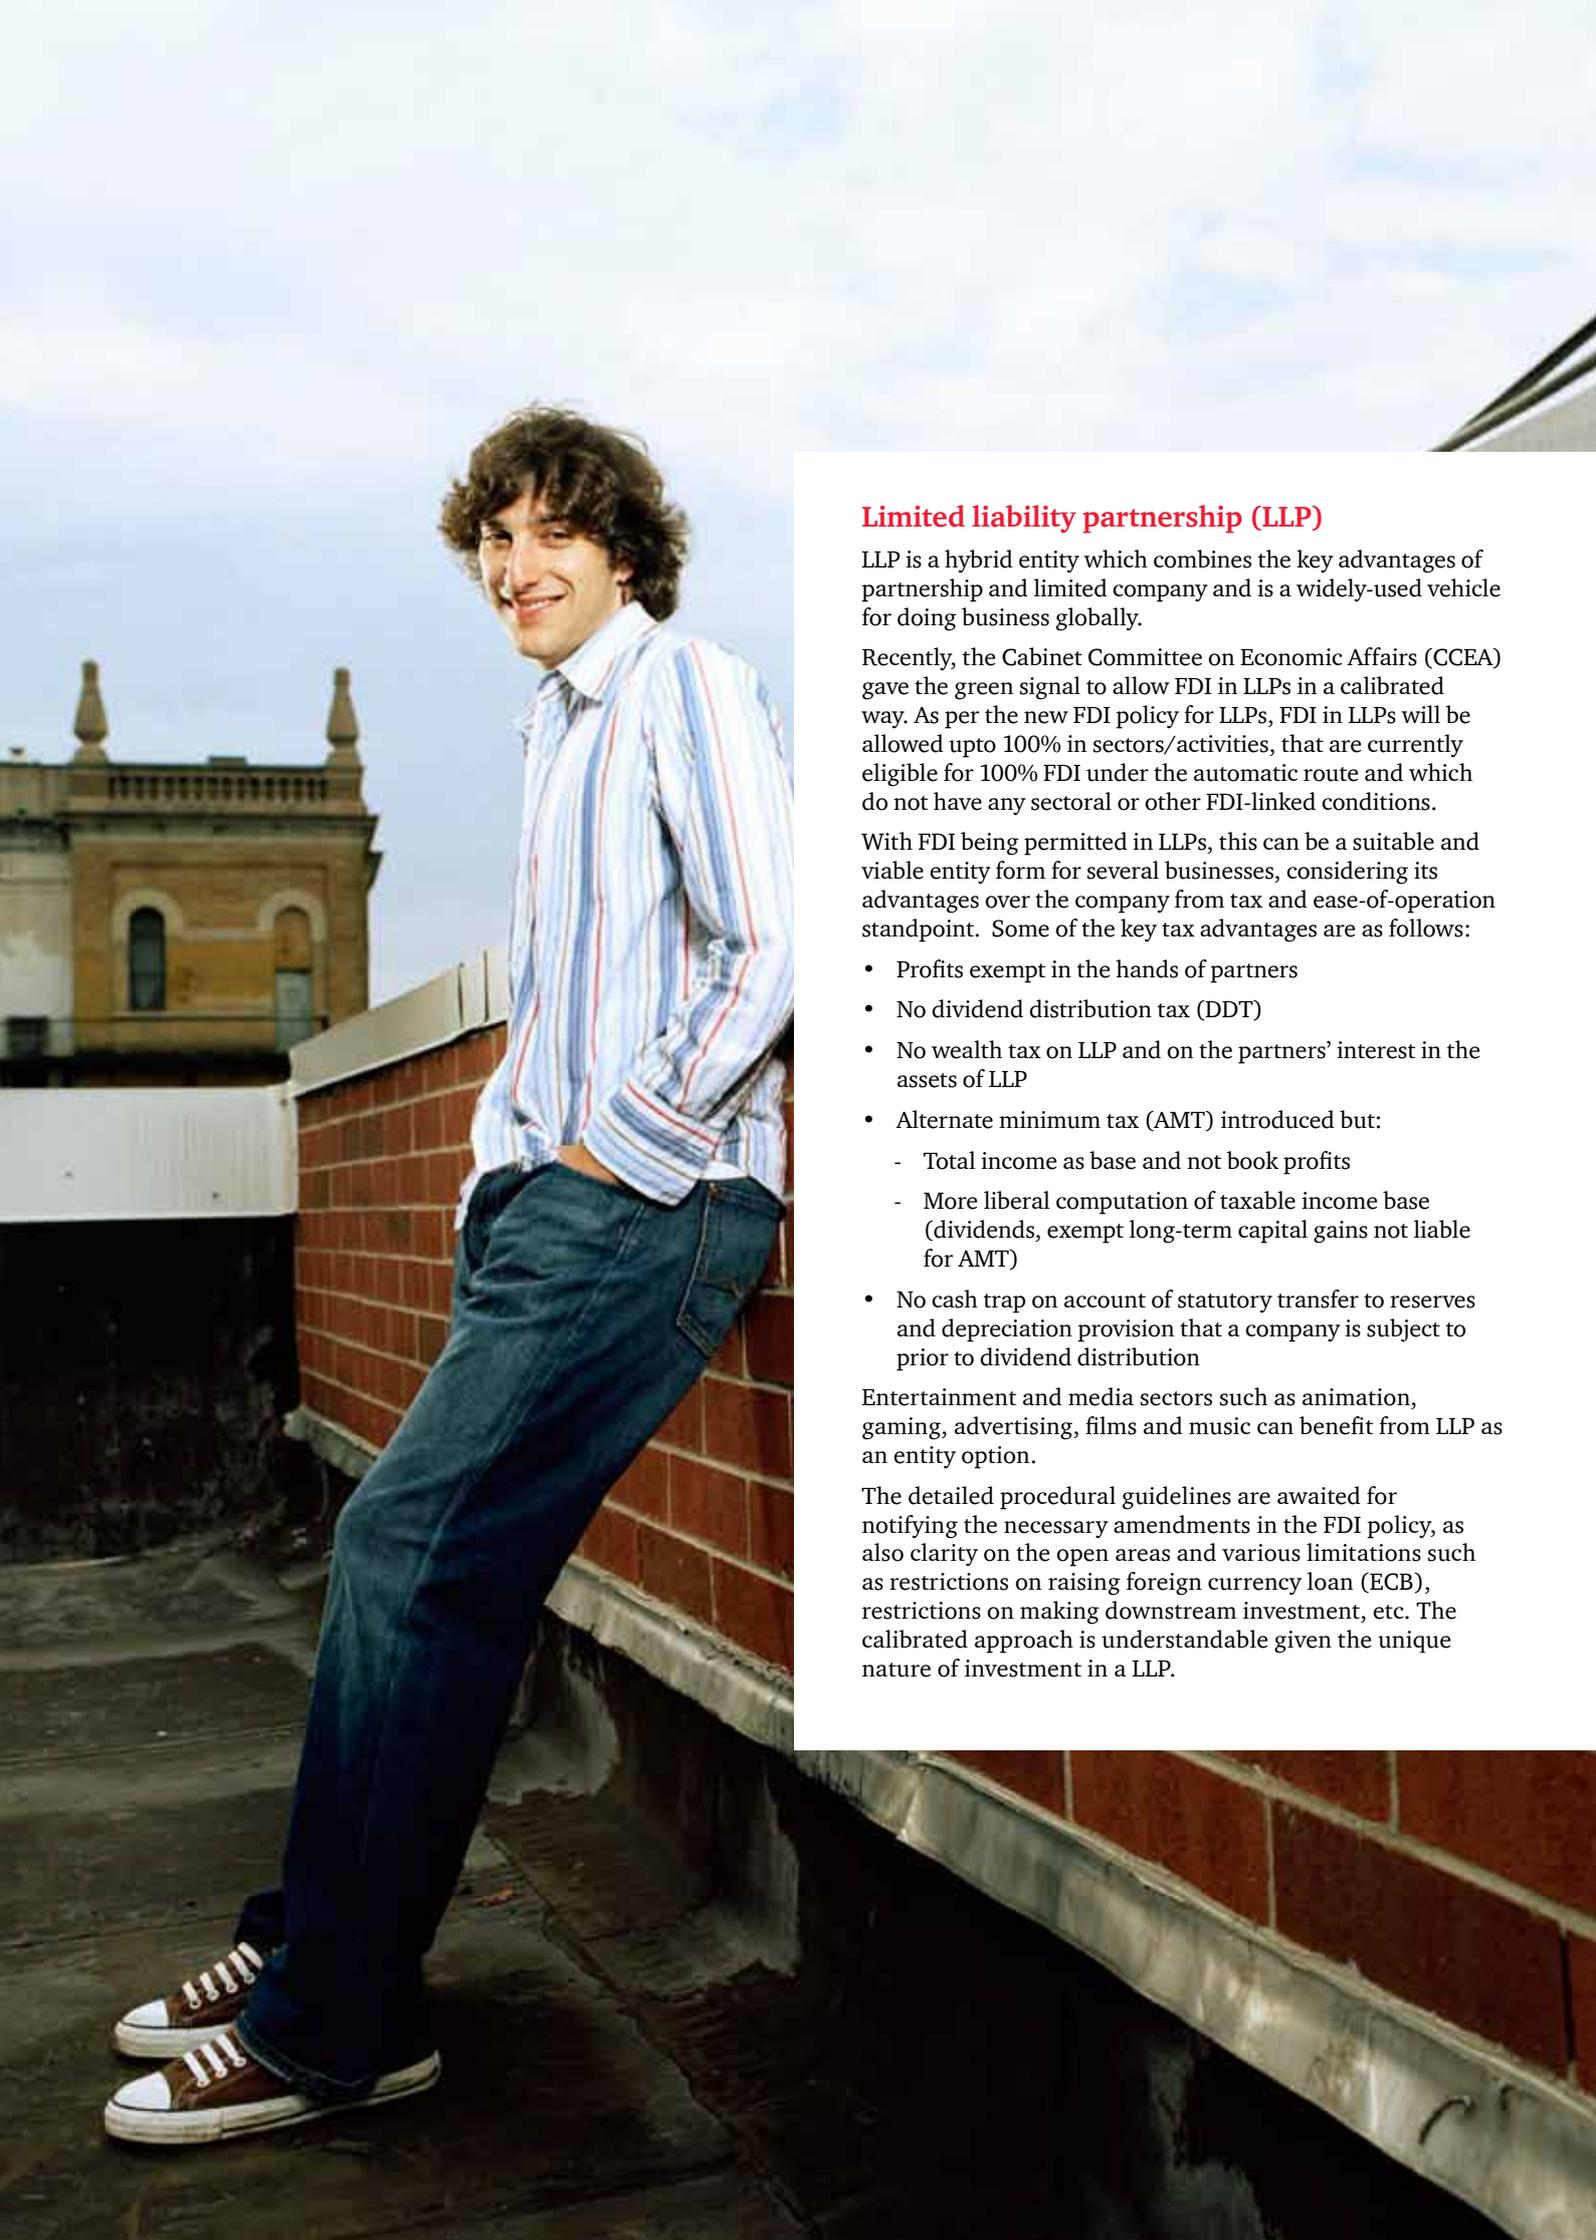 Limited liability partnership (LLP)
LLP is a hybrid entity which combines the key advantages of
partnership and limited company and is a widely-used vehicle
for doing business globally.
Recently, the Cabinet Committee on Economic Affairs (CCEA)
gave the green signal to allow FDI in LLPs in a calibrated
way. As per the new FDI policy for LLPs, FDI in LLPs will be
allowed upto 100% in sectors/activities, that are currently
eligible for 100% FDI under the automatic route and which
do not have any sectoral or other FDI-linked conditions.
With FDI being permitted in LLPs, this can be a suitable and
viable entity form for several businesses, considering its
advantages over the company from tax and ease-of-operation
standpoint.  Some of the key tax advantages are as follows:
• Profits exempt in the hands of partners
• No dividend distribution tax (DDT)
• No wealth tax on LLP and on the partners’ interest in the
assets of LLP
• Alternate minimum tax (AMT) introduced but:
- Total income as base and not book profits
- More liberal computation of taxable income base
(dividends, exempt long-term capital gains not liable
for AMT)
• No cash trap on account of statutory transfer to reserves
and depreciation provision that a company is subject to
prior to dividend distribution
Entertainment and media sectors such as animation,
gaming, advertising, films and music can benefit from LLP as
an entity option.
The detailed procedural guidelines are awaited for
notifying the necessary amendments in the FDI policy, as
also clarity on the open areas and various limitations such
as restrictions on raising foreign currency loan (ECB),
restrictions on making downstream investment, etc. The
calibrated approach is understandable given the unique
nature of investment in a LLP.